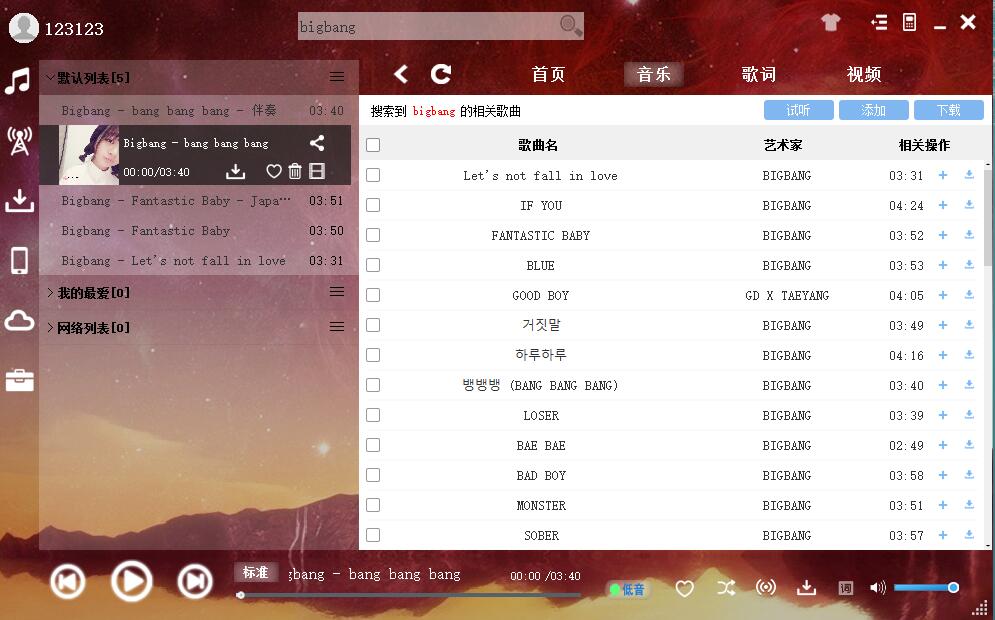 123123
bigbang
默认列表[5]
Bigbang - bang bang bang - 伴奏 03:40
Bigbang - bang bang bang
00:00/03:40
Bigbang - Fantastic Baby - Japa… 03:51
Bigbang - Fantastic Baby 03:50
Bigbang - Let's not fall in love 03:31
我的最爱[0]
网络列表[0]
首页 音乐 歌词 视频
搜索到 bigbang 的相关歌曲 试听 添加 下载
歌曲名 艺术家 相关操作
Let's not fall in love BIGBANG 03:31
IF YOU BIGBANG 04:24
FANTASTIC BABY BIGBANG 03:52
BLUE BIGBANG 03:53
GOOD BOY GD X TAEYANG 04:05
거짓말 BIGBANG 03:49
하루하루 BIGBANG 04:16
뱅뱅뱅 (BANG BANG BANG) BIGBANG 03:40
LOSER BIGBANG 03:39
BAE BAE BIGBANG 02:49
BAD BOY BIGBANG 03:58
MONSTER BIGBANG 03:51
SOBER BIGBANG 03:57
标准 gbang - bang bang bang 00:00 /03:40
低音 词